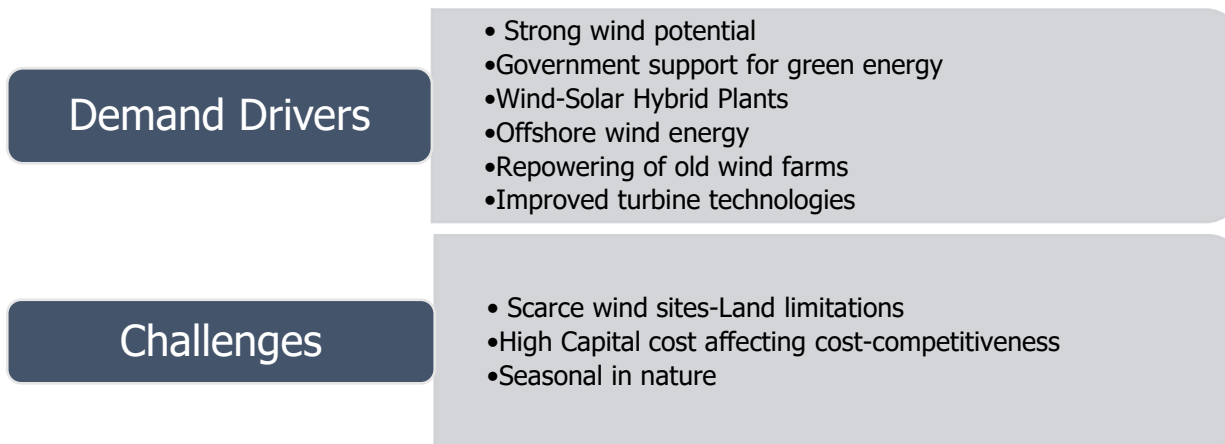 Demand Drivers
• Strong wind potential
•Government support for green energy
•Wind-Solar Hybrid Plants
•Offshore wind energy
•Repowering of old wind farms
•Improved turbine technologies
Challenges
• Scarce wind sites-Land limitations
•High Capital cost affecting cost-competitiveness
•Seasonal in nature